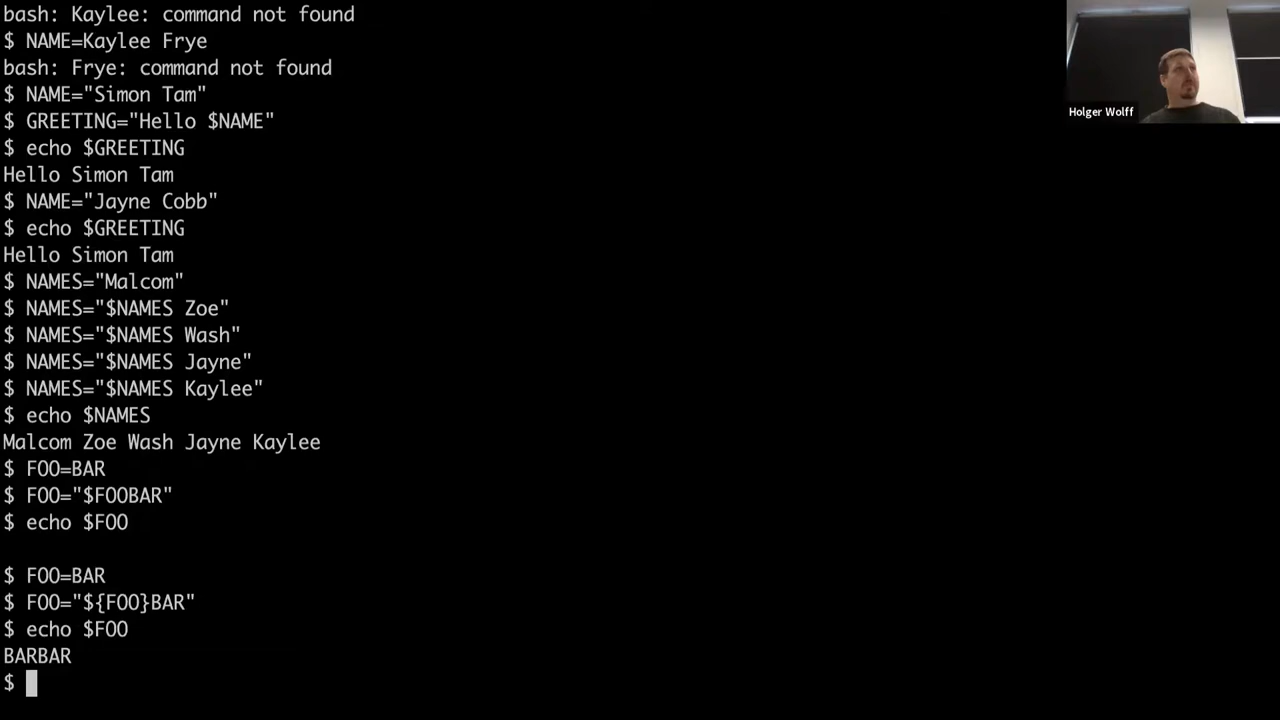 bash: Kaylee: command not found
$ NAME=Kaylee Frye
bash: Frye: command not found
$ NAME="Simon Tam"
$ GREETING="Hello $NAME"
$ echo $GREETING
Hello Simon Tam
$ NAME="Jayne Cobb"
$ echo $GREETING
Hello Simon Tam
$ NAMES="Malcom"
$ NAMES="$NAMES Zoe"
$ NAMES="$NAMES Wash"
$ NAMES="$NAMES Jayne"
$ NAMES="$NAMES Kaylee"
$ echo $NAMES
Malcom Zoe Wash Jayne Kaylee
$ FOO=BAR
$ FOO="$FOOBAR"
$ echo $FOO
$ FOO=BAR
$ FOO="${FOO}BAR"
$ echo $FOO
BARBAR
$
Holger Wolff